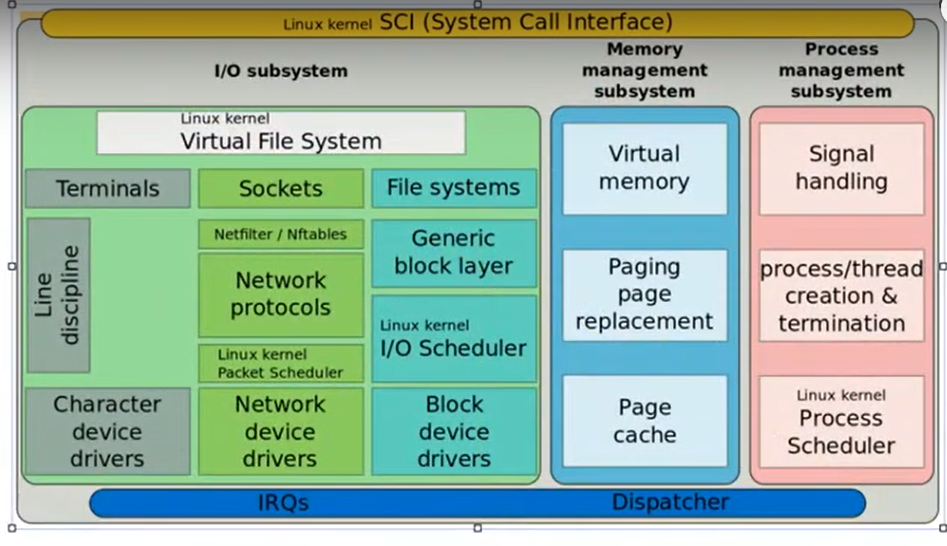 Linux kernel SCI (System Call Interface)
I/O subsystem
Memory
management
subsystem
Process
management
subsystem
Linux kernel
Virtual File System
Terminals
Sockets
File systems
Line
discipline
Netfilter / Nftables
Network
protocols
Linux kernel
Packet Scheduler
Generic
block layer
Linux kernel
I/O Scheduler
Character
device
drivers
Network
device
drivers
Block
device
drivers
Virtual
memory
Paging
page
replacement
Page
cache
Signal
handling
process/thread
creation &
termination
Linux kernel
Process
Scheduler
IRQs
Dispatcher